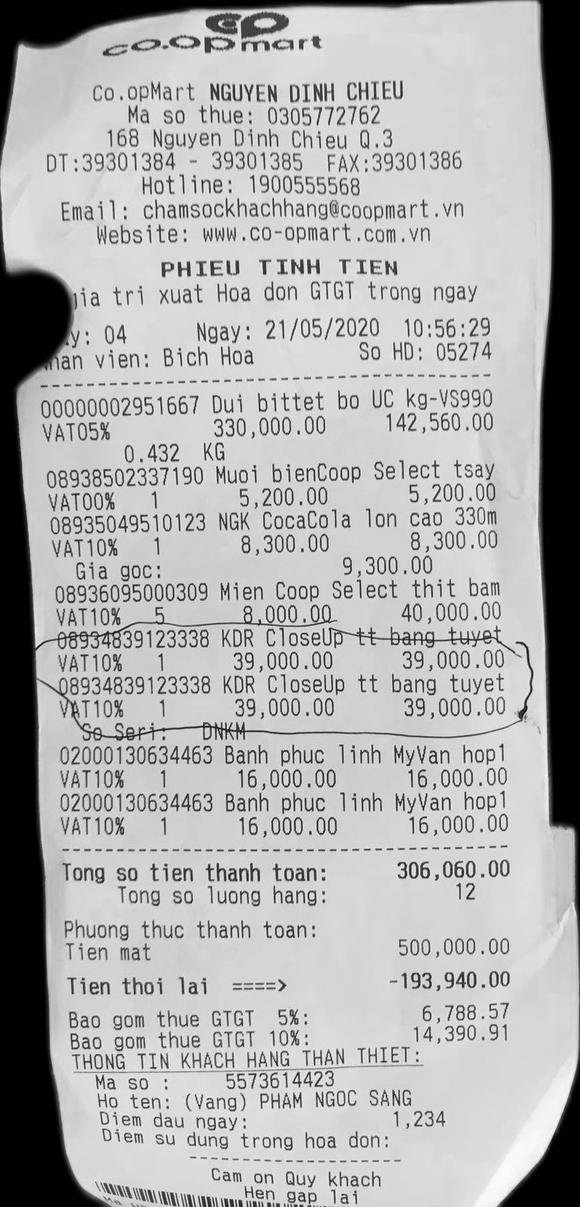 co.opmart
Co.opMart NGUYEN DINH CHIEU
Ma so thue: 0305772762
168 Nguyen Dinh Chieu Q.3
DT:39301384 - 39301385 FAX:39301386
Hotline: 1900555568
Email: chamsockhachhang@coopmart.vn
Website: www.co-opmart.com.vn
PHIEU TINH TIEN
tri xuat Hoa don GTGT trong ngay
04 Ngay: 21/05/2020 10:56:29
vien: Bich Hoa So HD: 05274
00000002951667 Dui bittet bo UC kg-VS990
VAT05% 330,000.00 142,560.00
0.432 KG
08938502337190 Muoi bienCoop Select tsay
VAT00% 1 5,200.00 5,200.00
08935049510123 NGK CocaCola lon cao 330m
VAT10% 1 8,300.00 8,300.00
Gia goc: 9,300.00
08936095000309 Mien Coop Select thit bam
VAT10% 5 8,000.00 40,000.00
08934839123338 KDR CloseUp tt bang tuyet
VAT10% 1 39,000.00 39,000.00
08934839123338 KDR CloseUp tt bang tuyet
VAT10% 1 39,000.00 39,000.00
So Seri: DNKM
02000130634463 Banh phuc linh MyVan hop1
VAT10% 1 16,000.00 16,000.00
02000130634463 Banh phuc linh MyVan hop1
VAT10% 1 16,000.00 16,000.00
Tong so tien thanh toan: 306,060.00
Tong so luong hang: 12
Phuong thuc thanh toan:
Tien mat 500,000.00
Tien thoi lai ====> -193,940.00
Bao gom thue GTGT 5%: 6,788.57
Bao gom thue GTGT 10%: 14,390.91
THONG TIN KHACH HANG THAN THIET:
Ma so : 5573614423
Ho ten: (Vang) PHAM NGOC SANG
Diem dau ngay: 1,234
Diem su dung trong hoa don:
Cam on Quy khach
Hen gap lai